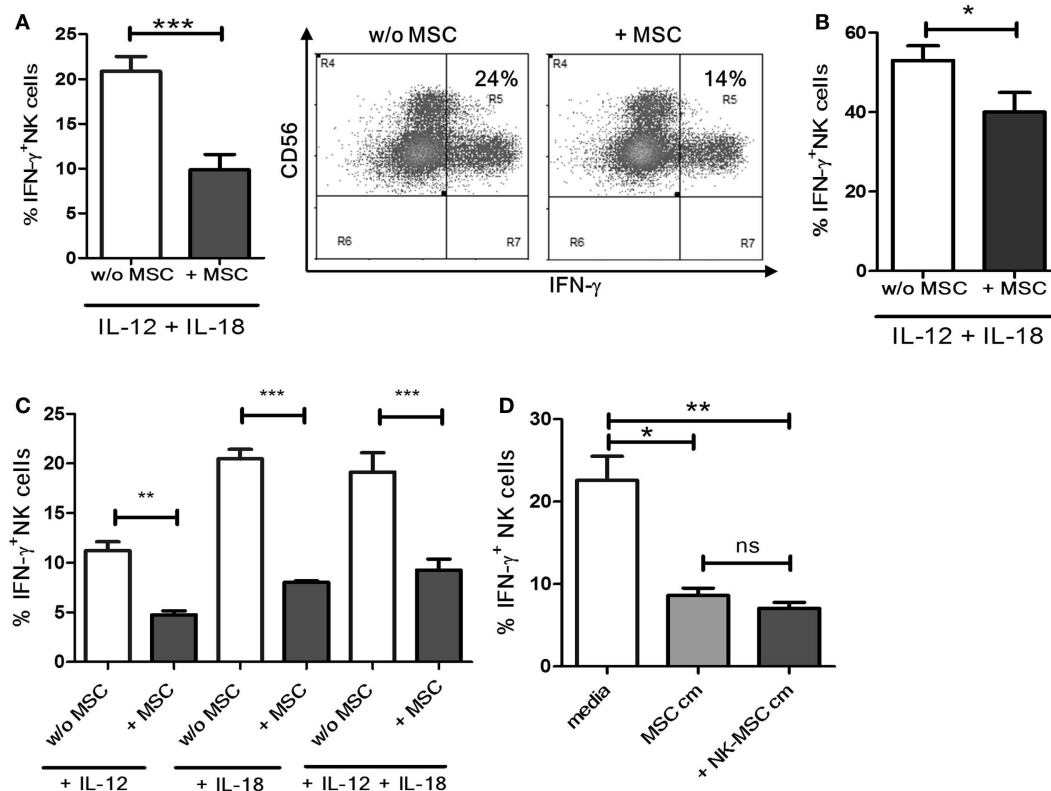 A
% IFN-γ+NK cells
25
20
15
10
5
0
***
w/o MSC
+ MSC
IL-12 + IL-18
w/o MSC
+ MSC
CD56
R4
24%
R5
R6
R7
R4
14%
R5
R6
R7
IFN-γ
B
% IFN-γ+NK cells
60
40
20
0
*
w/o MSC
+ MSC
IL-12 + IL-18
C
% IFN-γ+NK cells
25
20
15
10
5
0
**
***
***
w/o MSC
+ MSC
w/o MSC
+ MSC
w/o MSC
+ MSC
+ IL-12
+ IL-18
+ IL-12 + IL-18
D
% IFN-γ+ NK cells
30
20
10
0
**
*
ns
media
MSC cm
+ NK-MSC cm